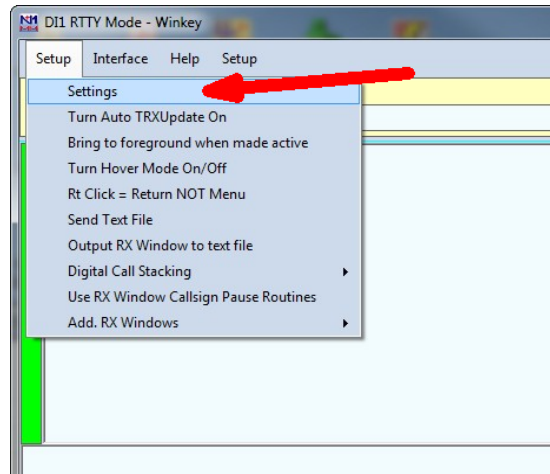 N1
MM
DI1 RTTY Mode - Winkey
Setup Interface Help Setup
Settings
Turn Auto TRXUpdate On
Bring to foreground when made active
Turn Hover Mode On/Off
Rt Click = Return NOT Menu
Send Text File
Output RX Window to text file
Digital Call Stacking
Use RX Window Callsign Pause Routines
Add. RX Windows